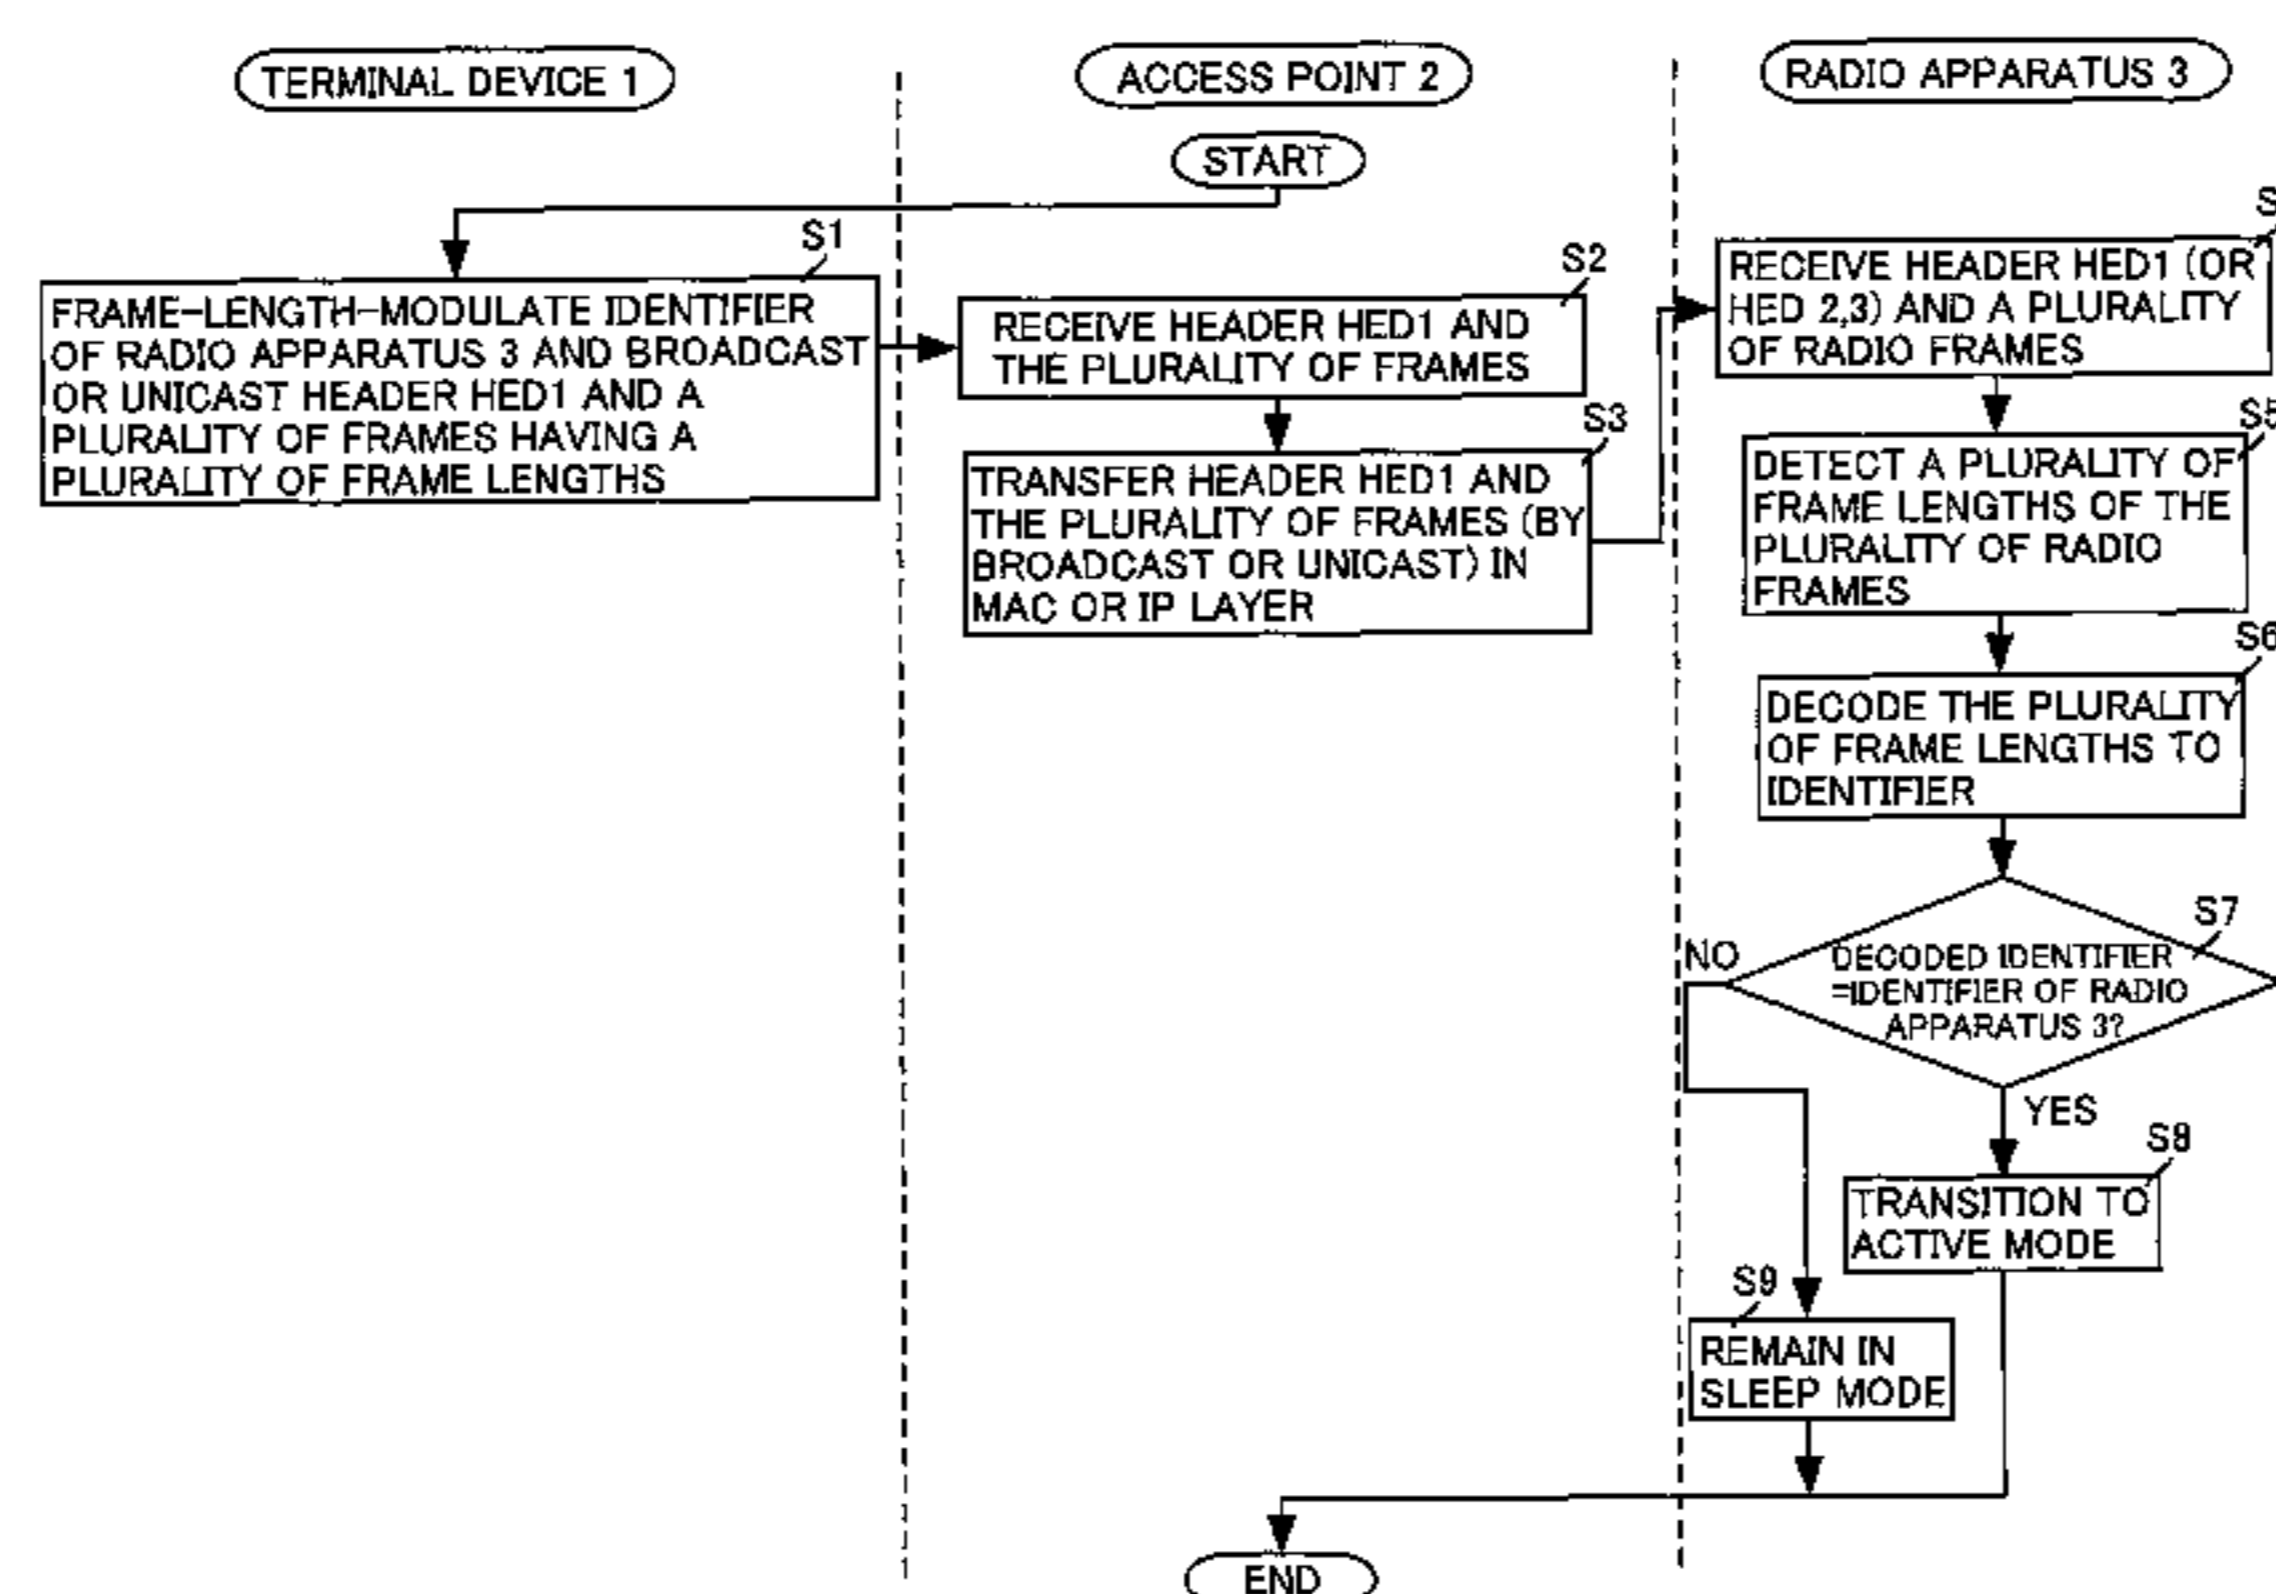 TERMINAL DEVICE 1
ACCESS POINT 2
RADIO APPARATUS 3
START
S1
FRAME-LENGTH-MODULATE IDENTIFIER
OF RADIO APPARATUS 3 AND BROADCAST
OR UNICAST HEADER HED1 AND A
PLURALITY OF FRAMES HAVING A
PLURALITY OF FRAME LENGTHS
S2
RECEIVE HEADER HED1 AND
THE PLURALITY OF FRAMES
S3
TRANSFER HEADER HED1 AND
THE PLURALITY OF FRAMES (BY
BROADCAST OR UNICAST) IN
MAC OR IP LAYER
S
RECEIVE HEADER HED1 (OR
HED 2,3) AND A PLURALITY
OF RADIO FRAMES
S5
DETECT A PLURALITY OF
FRAME LENGTHS OF THE
PLURALITY OF RADIO
FRAMES
S6
DECODE THE PLURALITY
OF FRAME LENGTHS TO
IDENTIFIER
S7
DECODED IDENTIFIER
=IDENTIFIER OF RADIO
APPARATUS 3?
NO
YES
S8
TRANSITION TO
ACTIVE MODE
S9
REMAIN IN
SLEEP MODE
END